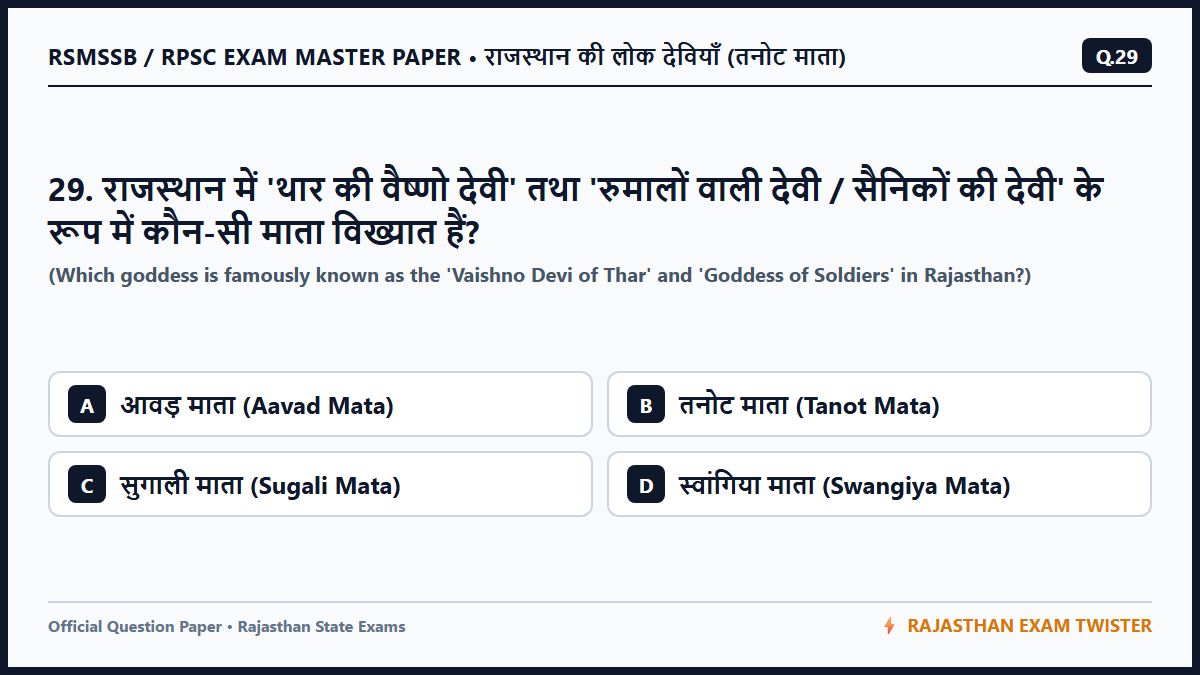 RSMSSB / RPSC EXAM MASTER PAPER • राजस्थान की लोक देवियाँ (तनोट माता)
Q.29
29. राजस्थान में 'थार की वैष्णो देवी' तथा 'रुमालों वाली देवी / सैनिकों की देवी' के
रूप में कौन-सी माता विख्यात हैं?
(Which goddess is famously known as the 'Vaishno Devi of Thar' and 'Goddess of Soldiers' in Rajasthan?)
A आवड़ माता (Aavad Mata)
B तनोट माता (Tanot Mata)
C सुगाली माता (Sugali Mata)
D स्वांगिया माता (Swangiya Mata)
Official Question Paper • Rajasthan State Exams
RAJASTHAN EXAM TWISTER